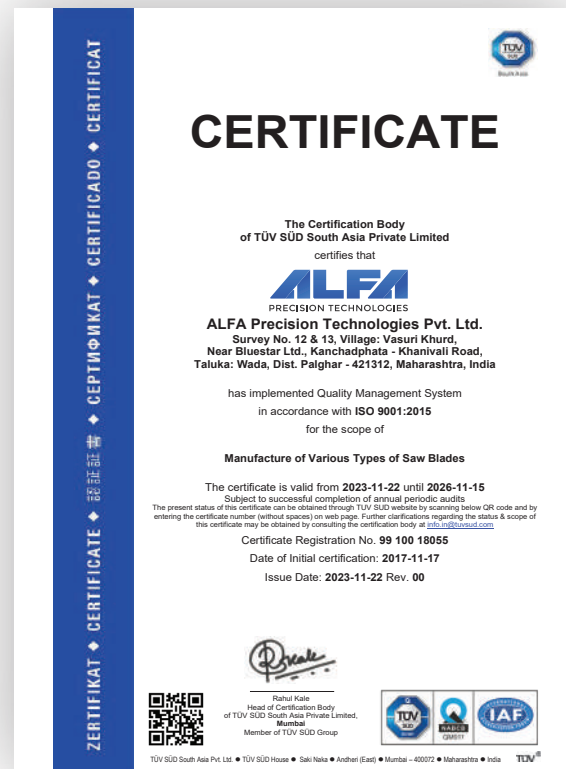 ZERTIFIKAT ◆ CERTIFICATE ◆ 認証証書 ◆ СЕРТИФИКАТ ◆ CERTIFICADO ◆ CERTIFICAT
TÜV
SÜD
South Asia
CERTIFICATE
The Certification Body
of TÜV SÜD South Asia Private Limited
certifies that
ALFA
PRECISION TECHNOLOGIES
ALFA Precision Technologies Pvt. Ltd.
Survey No. 12 & 13, Village: Vasuri Khurd,
Near Bluestar Ltd., Kanchadphata - Khanivali Road,
Taluka: Wada, Dist. Palghar - 421312, Maharashtra, India
has implemented Quality Management System
in accordance with ISO 9001:2015
for the scope of
Manufacture of Various Types of Saw Blades
The certificate is valid from 2023-11-22 until 2026-11-15
Subject to successful completion of annual periodic audits
The present status of this certificate can be obtained through TUV SUD website by scanning below QR code and by
entering the certificate number (without spaces) on web page. Further clarifications regarding the status & scope of
this certificate may be obtained by consulting the certification body at info.in@tuvsud.com
Certificate Registration No. 99 100 18055
Date of Initial certification: 2017-11-17
Issue Date: 2023-11-22 Rev. 00
Rahul Kale
Head of Certification Body
of TÜV SÜD South Asia Private Limited,
Mumbai
Member of TÜV SÜD Group
TÜV
SÜD
NABCB
QM011
IAF
TÜV SÜD South Asia Pvt. Ltd. ● TÜV SÜD House ● Saki Naka ● Andheri (East) ● Mumbai – 400072 ● Maharashtra ● India
TÜV®